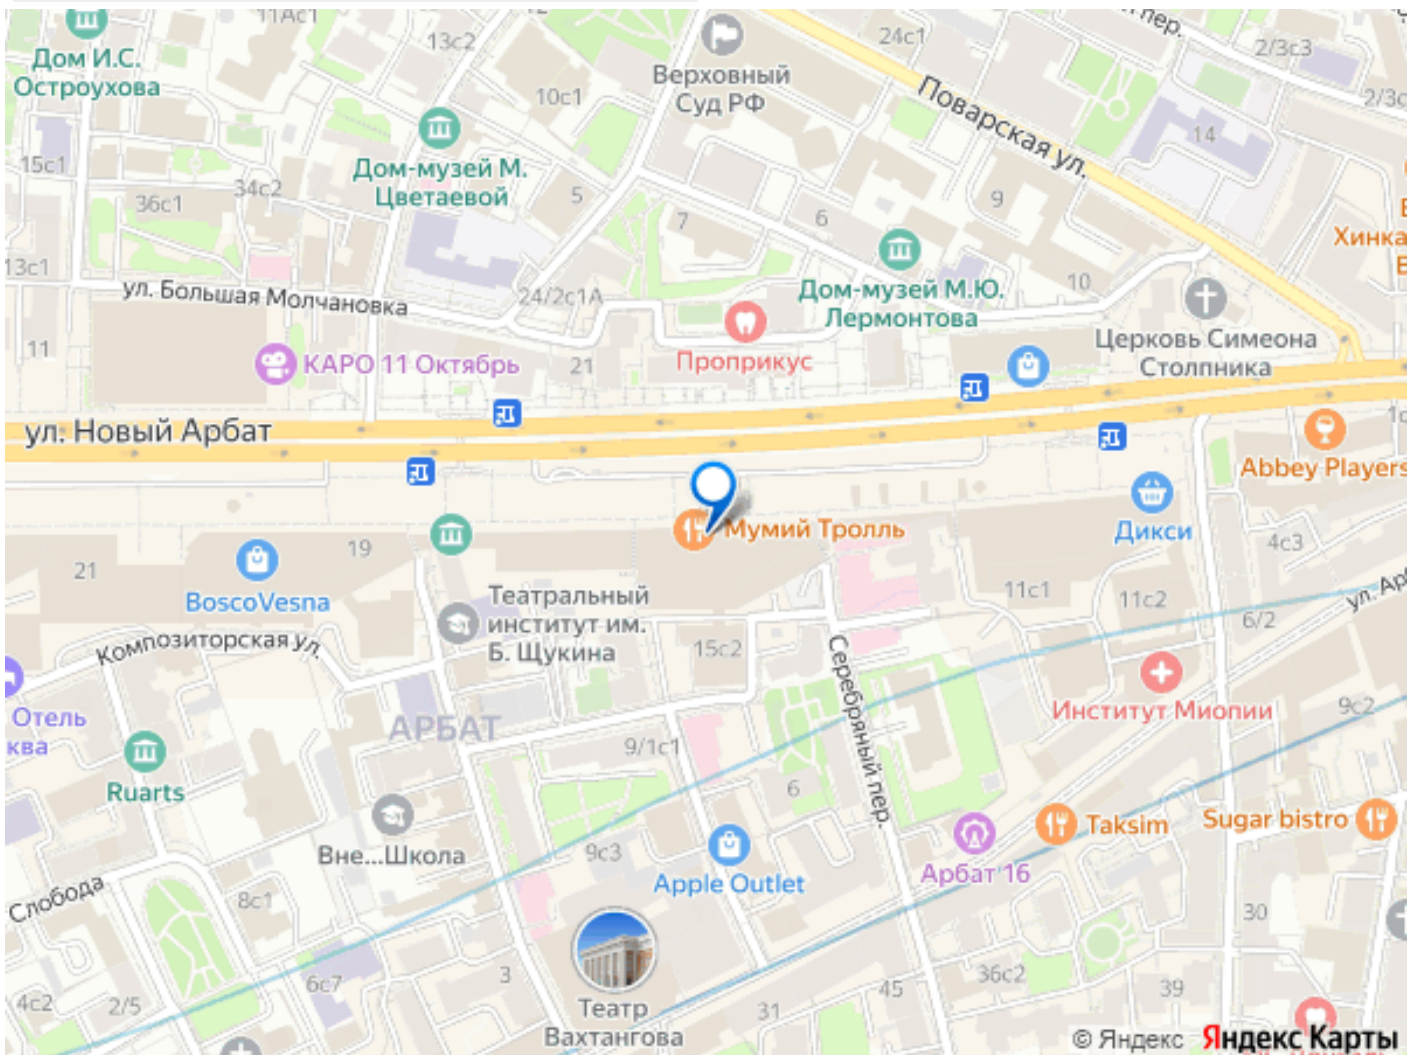 11Ас1
13с2
24с1
пер.
2/3с3
Дом И.С.
Остроухова
Верховный
Суд РФ
10с1
Поварская ул.
14
15с1
Дом-музей М.
Цветаевой
34с2
36с1
5
7
6
9
Хинка
13с1
ул. Большая Молчановка
24/2с1А
Дом-музей М.Ю.
Лермонтова
10
Церковь Симеона
Столпника
11
КАРО 11 Октябрь
21
Проприкус
ул. Новый Арбат
Abbey Players
Мумий Тролль
Дикси
19
21
BoscoVesna
4с3
Театральный
институт им.
Б. Щукина
11с1
11с2
ул. Арб
6/2
Композиторская ул.
15с2
Серебряный пер.
Институт Миопии
9с2
Отель
ква
АРБАТ
9/1с1
Ruarts
6
Taksim
Sugar bistro
Вне...Школа
9с3
Apple Outlet
Арбат 16
Слобода
8с1
30
3
6с7
36с2
39
45
4с2
2/5
Театр
Вахтангова
31
© Яндекс
Яндекс Карты